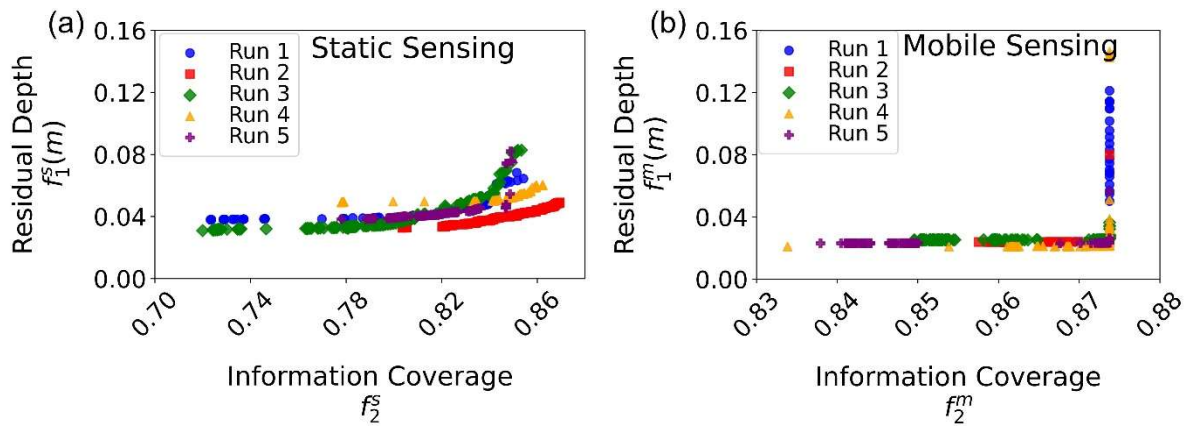 (a)
Static Sensing
Run 1
Run 2
Run 3
Run 4
Run 5
Residual Depth
f₁ˢ(m)
0.16
0.12
0.08
0.04
0.00
0.70
0.74
0.78
0.82
0.86
Information Coverage
f₂ˢ
(b)
Mobile Sensing
Run 1
Run 2
Run 3
Run 4
Run 5
Residual Depth
f₁ᵐ(m)
0.16
0.12
0.08
0.04
0.00
0.83
0.84
0.85
0.86
0.87
0.88
Information Coverage
f₂ᵐ